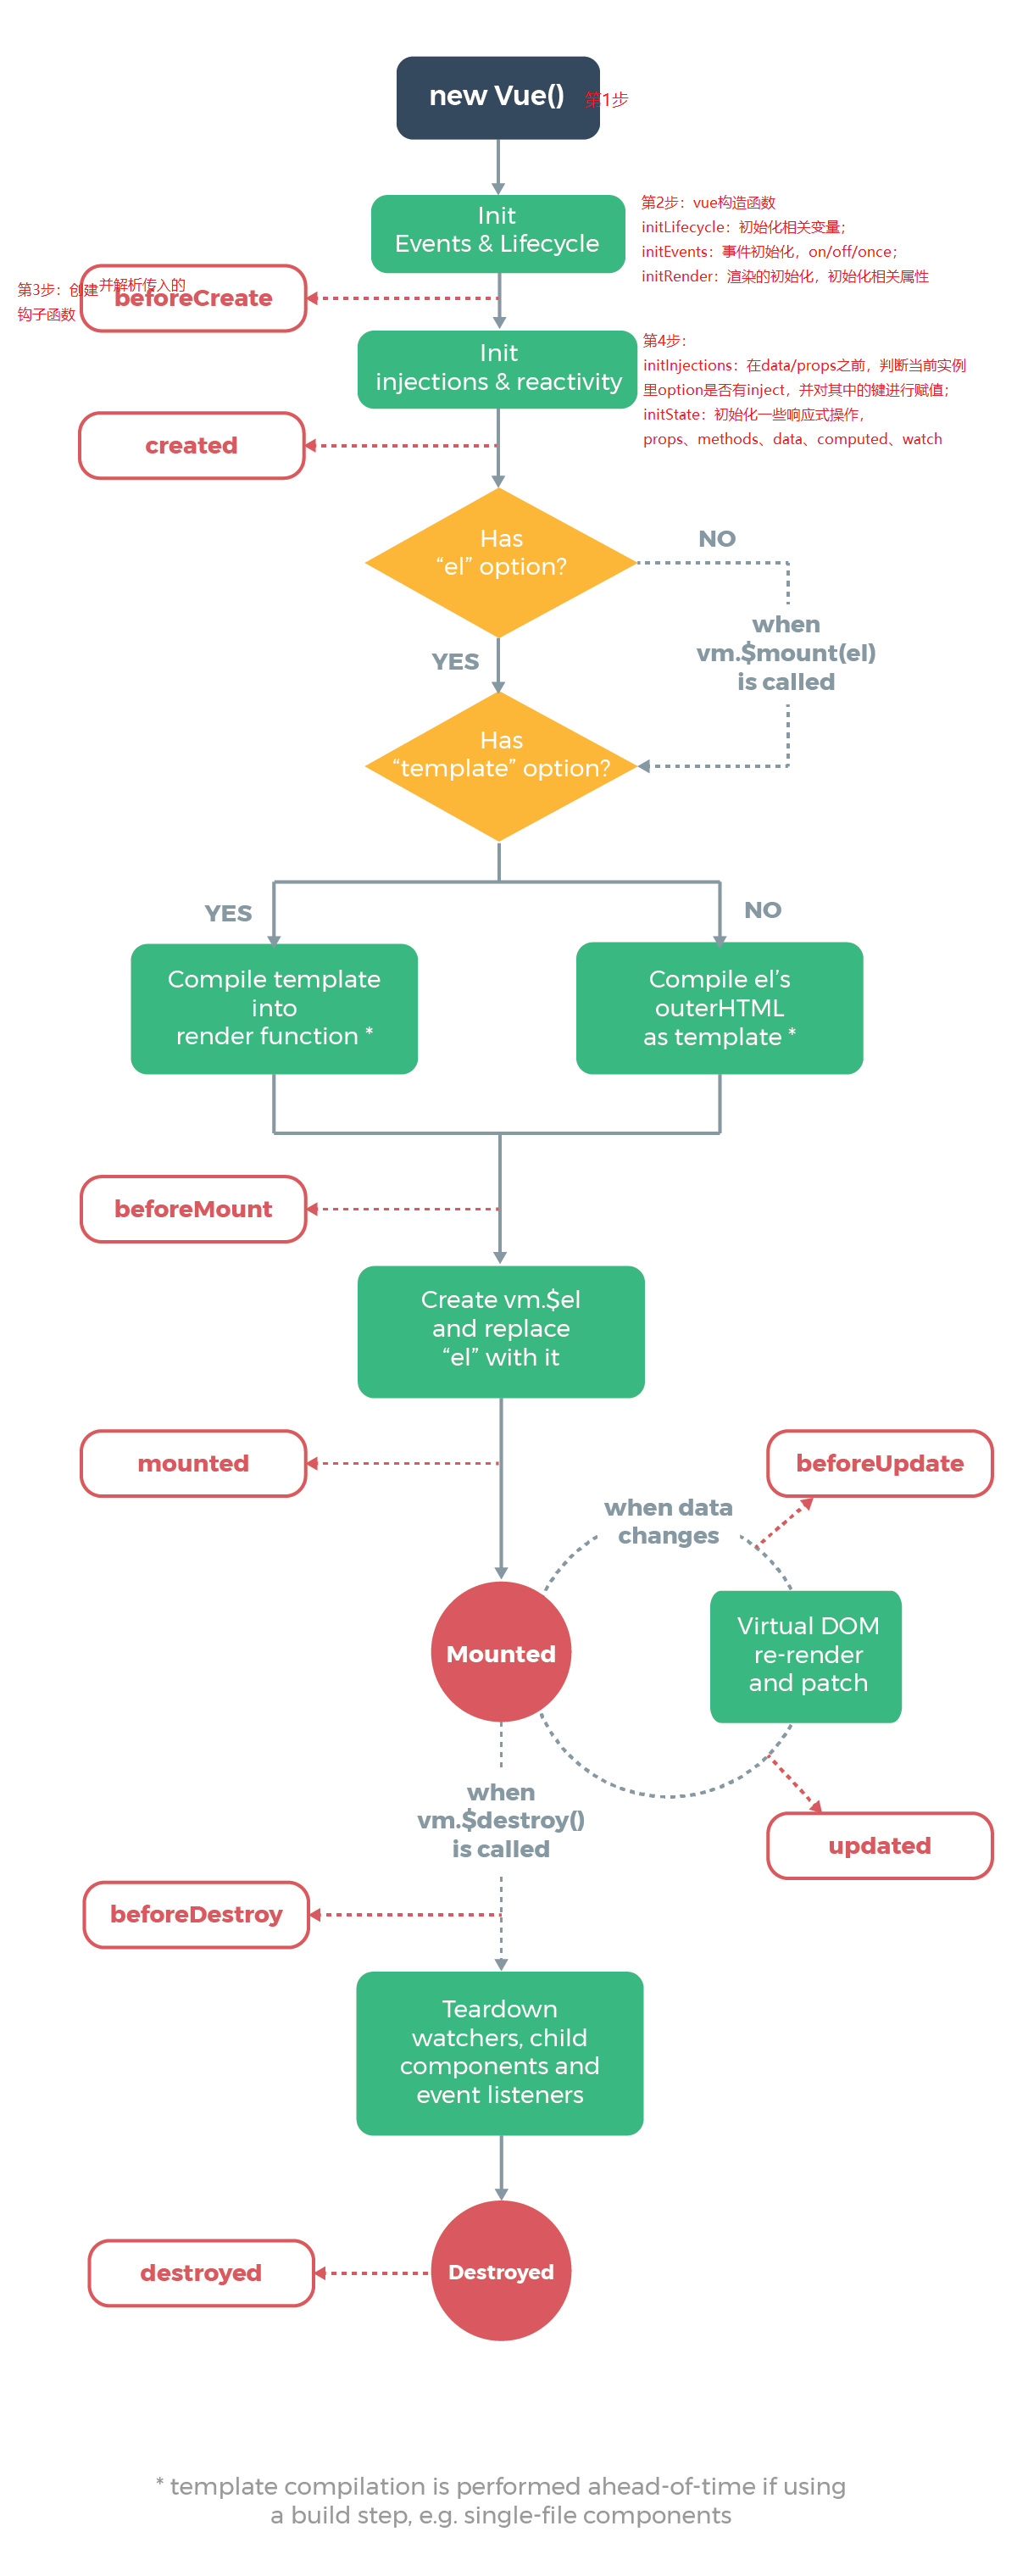 new Vue()
第1步
Init
Events & Lifecycle
第2步：vue构造函数
initLifecycle：初始化相关变量；
initEvents：事件初始化，on/off/once；
initRender：渲染的初始化，初始化相关属性
第3步：创建并解析传入的
钩子函数
beforeCreate
Init
injections & reactivity
第4步：
initInjections：在data/props之前，判断当前实例
里option是否有inject，并对其中的键进行赋值；
initState：初始化一些响应式操作，
props、methods、data、computed、watch
created
Has
“el” option?
NO
when
vm.$mount(el)
is called
YES
Has
“template” option?
YES
NO
Compile template
into
render function *
Compile el’s
outerHTML
as template *
beforeMount
Create vm.$el
and replace
“el” with it
mounted
beforeUpdate
when data
changes
Mounted
Virtual DOM
re-render
and patch
when
vm.$destroy()
is called
updated
beforeDestroy
Teardown
watchers, child
components and
event listeners
destroyed
Destroyed
* template compilation is performed ahead-of-time if using
a build step, e.g. single-file components